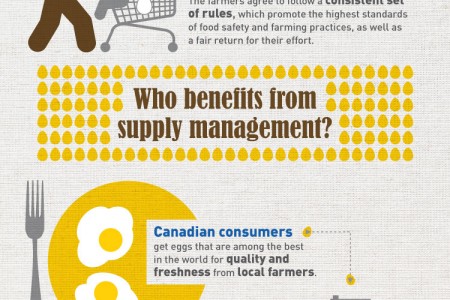 The farmers agree to follow a consistent set
of rules, which promote the highest standards
of food safety and farming practices, as well as
a fair return for their effort.
Who benefits from
supply management?
Canadian consumers
get eggs that are among the best
in the world for quality and
freshness from local farmers.